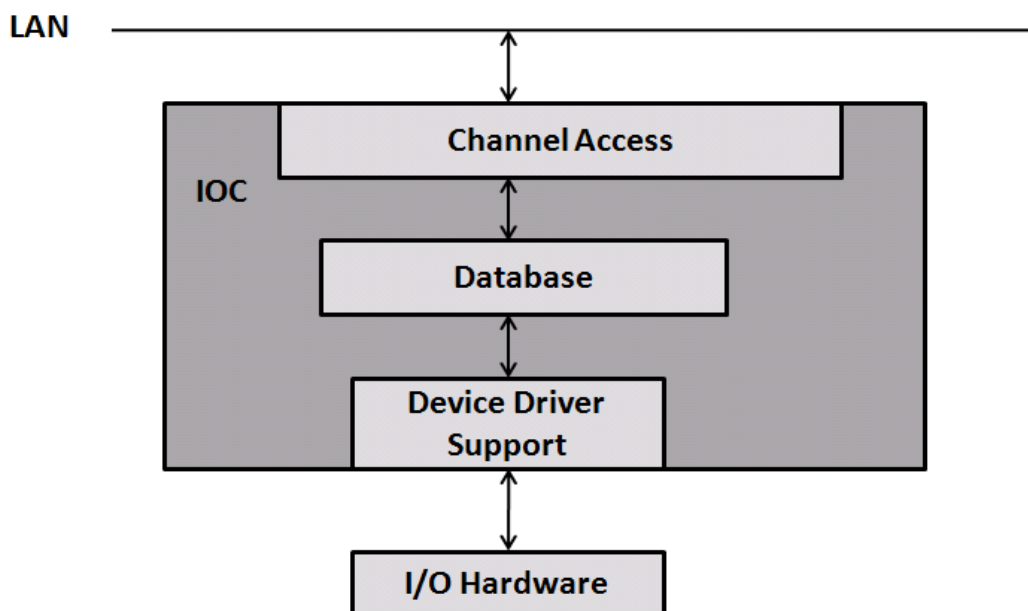 LAN
Channel Access
IOC
Database
Device Driver
Support
I/O Hardware